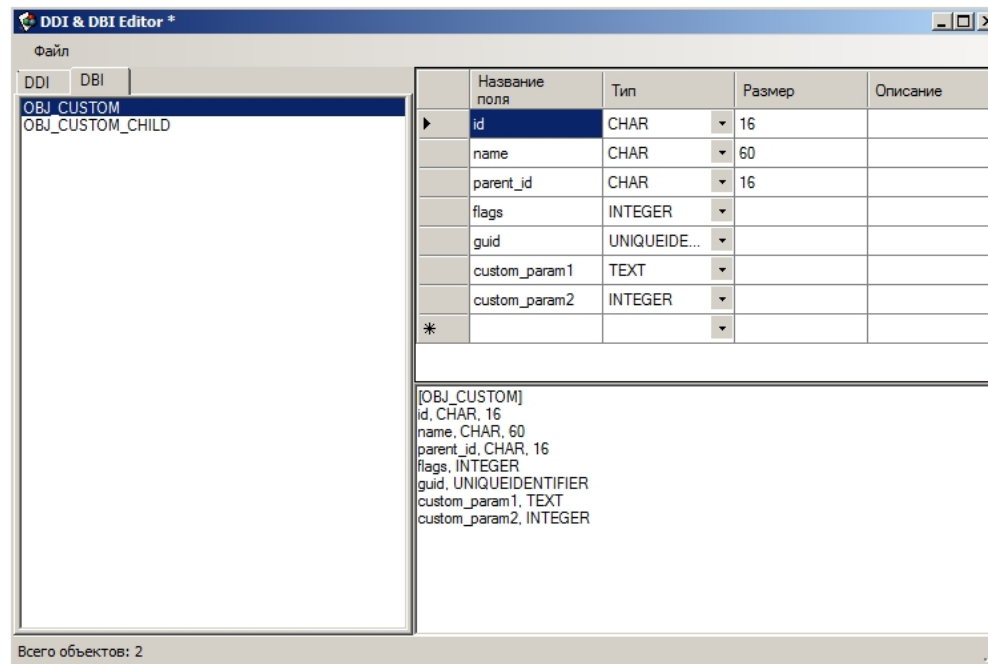 DDI & DBI Editor *
Файл
DDI DBI
OBJ_CUSTOM
OBJ_CUSTOM_CHILD
Название поля Тип Размер Описание
id CHAR 16
name CHAR 60
parent_id CHAR 16
flags INTEGER
guid UNIQUEIDE...
custom_param1 TEXT
custom_param2 INTEGER
[OBJ_CUSTOM]
id, CHAR, 16
name, CHAR, 60
parent_id, CHAR, 16
flags, INTEGER
guid, UNIQUEIDENTIFIER
custom_param1, TEXT
custom_param2, INTEGER
Всего объектов: 2